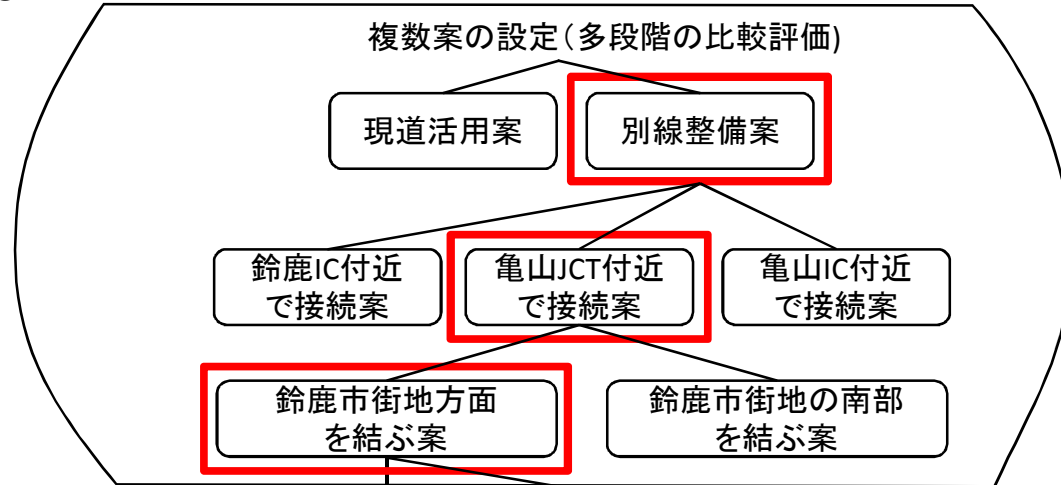 複数案の設定(多段階の比較評価)
現道活用案
別線整備案
鈴鹿IC付近
で接続案
亀山JCT付近
で接続案
亀山IC付近
で接続案
鈴鹿市街地方面
を結ぶ案
鈴鹿市街地の南部
を結ぶ案